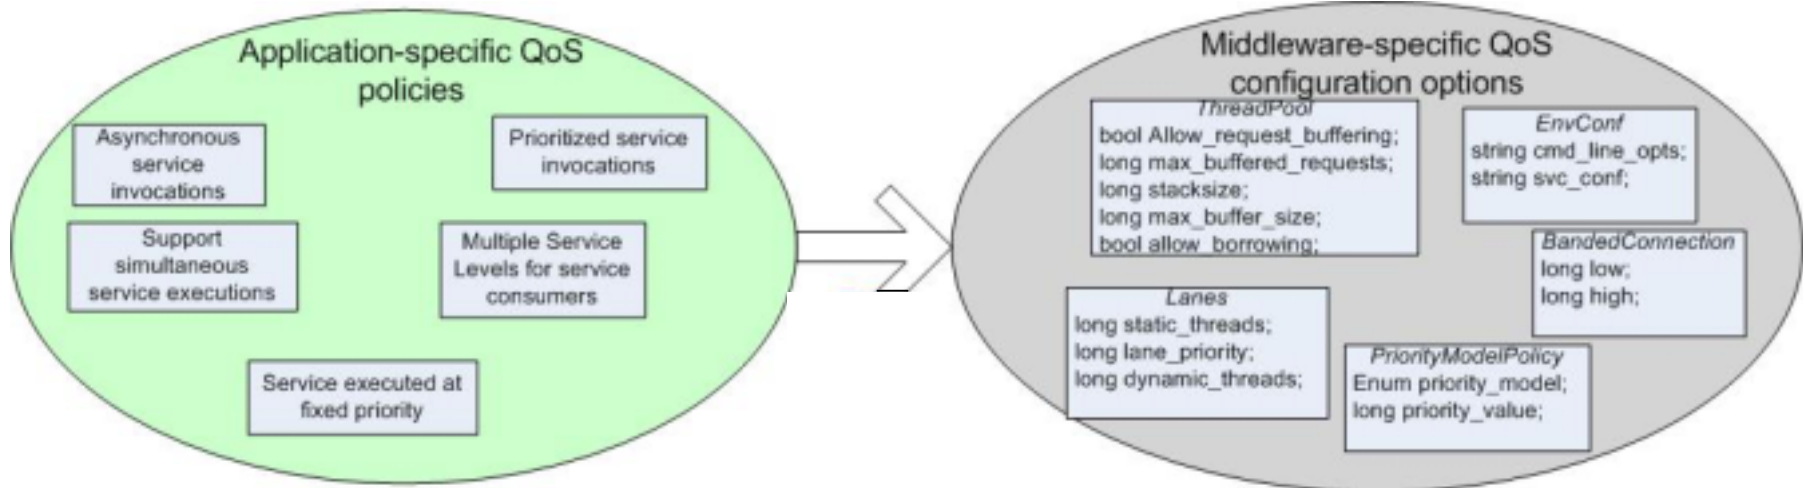 Application-specific QoS
policies
Asynchronous
service
invocations
Prioritized service
invocations
Support
simultaneous
service executions
Multiple Service
Levels for service
consumers
Service executed at
fixed priority
Middleware-specific QoS
configuration options
ThreadPool
bool Allow_request_buffering;
long max_buffered_requests;
long stacksize;
long max_buffer_size;
bool allow_borrowing;
EnvConf
string cmd_line_opts;
string svc_conf;
BandedConnection
long low;
long high;
Lanes
long static_threads;
long lane_priority;
long dynamic_threads;
PriorityModelPolicy
Enum priority_model;
long priority_value;